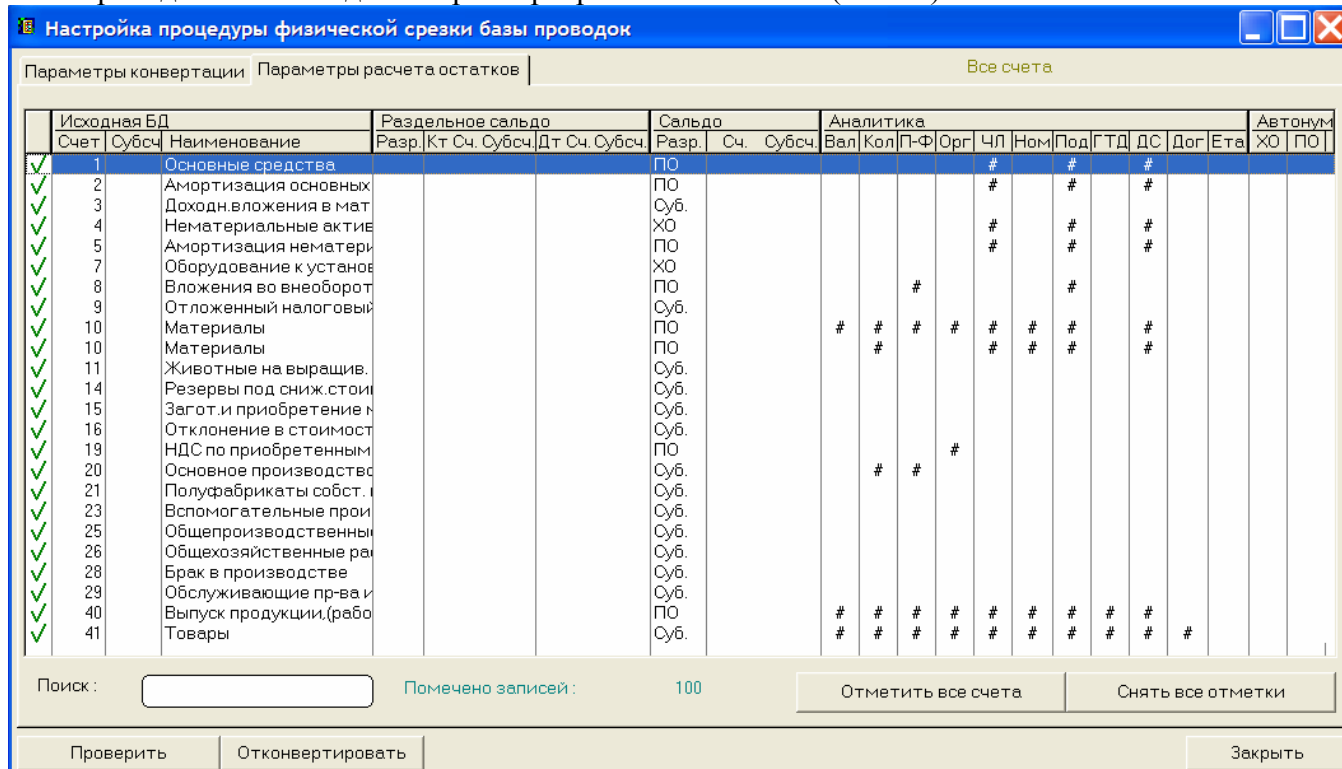 Настройка процедуры физической срезки базы проводок
Параметры конвертации Параметры расчета остатков Все счета
Исходная БД Раздельное сальдо Сальдо Аналитика Автоном
Счет Субсч Наименование Разр. Кт Сч. Субсч. Дт Сч. Субсч. Разр. Сч. Субсч. Вал Кол П-Ф Орг ЧЛ Ном Под ГТД ДС Дог Ета ХО ПО
1 Основные средства ПО # # #
2 Амортизация основных ПО # # #
3 Доходн.вложения в мат Суб.
4 Нематериальные актив ХО # # #
5 Амортизация нематери ПО # # #
7 Оборудование к установ ХО
8 Вложения во внеоборот ПО # #
9 Отложенный налоговый Суб.
10 Материалы ПО # # # # # # # #
10 Материалы ПО # # # # #
11 Животные на выращив. Суб.
14 Резервы под сниж.стои Суб.
15 Загот.и приобретение м Суб.
16 Отклонение в стоимост Суб.
19 НДС по приобретенным ПО #
20 Основное производство Суб. # #
21 Полуфабрикаты собст. Суб.
23 Вспомогательные прои Суб.
25 Общепроизводственны Суб.
26 Общехозяйственные ра Суб.
28 Брак в производстве Суб.
29 Обслуживающие пр-ва и Суб.
40 Выпуск продукции,(рабо ПО # # # # # # # # #
41 Товары Суб. # # # # # # # # # #
Поиск : Помечено записей : 100 Отметить все счета Снять все отметки
Проверить Отконвертировать Закрыть